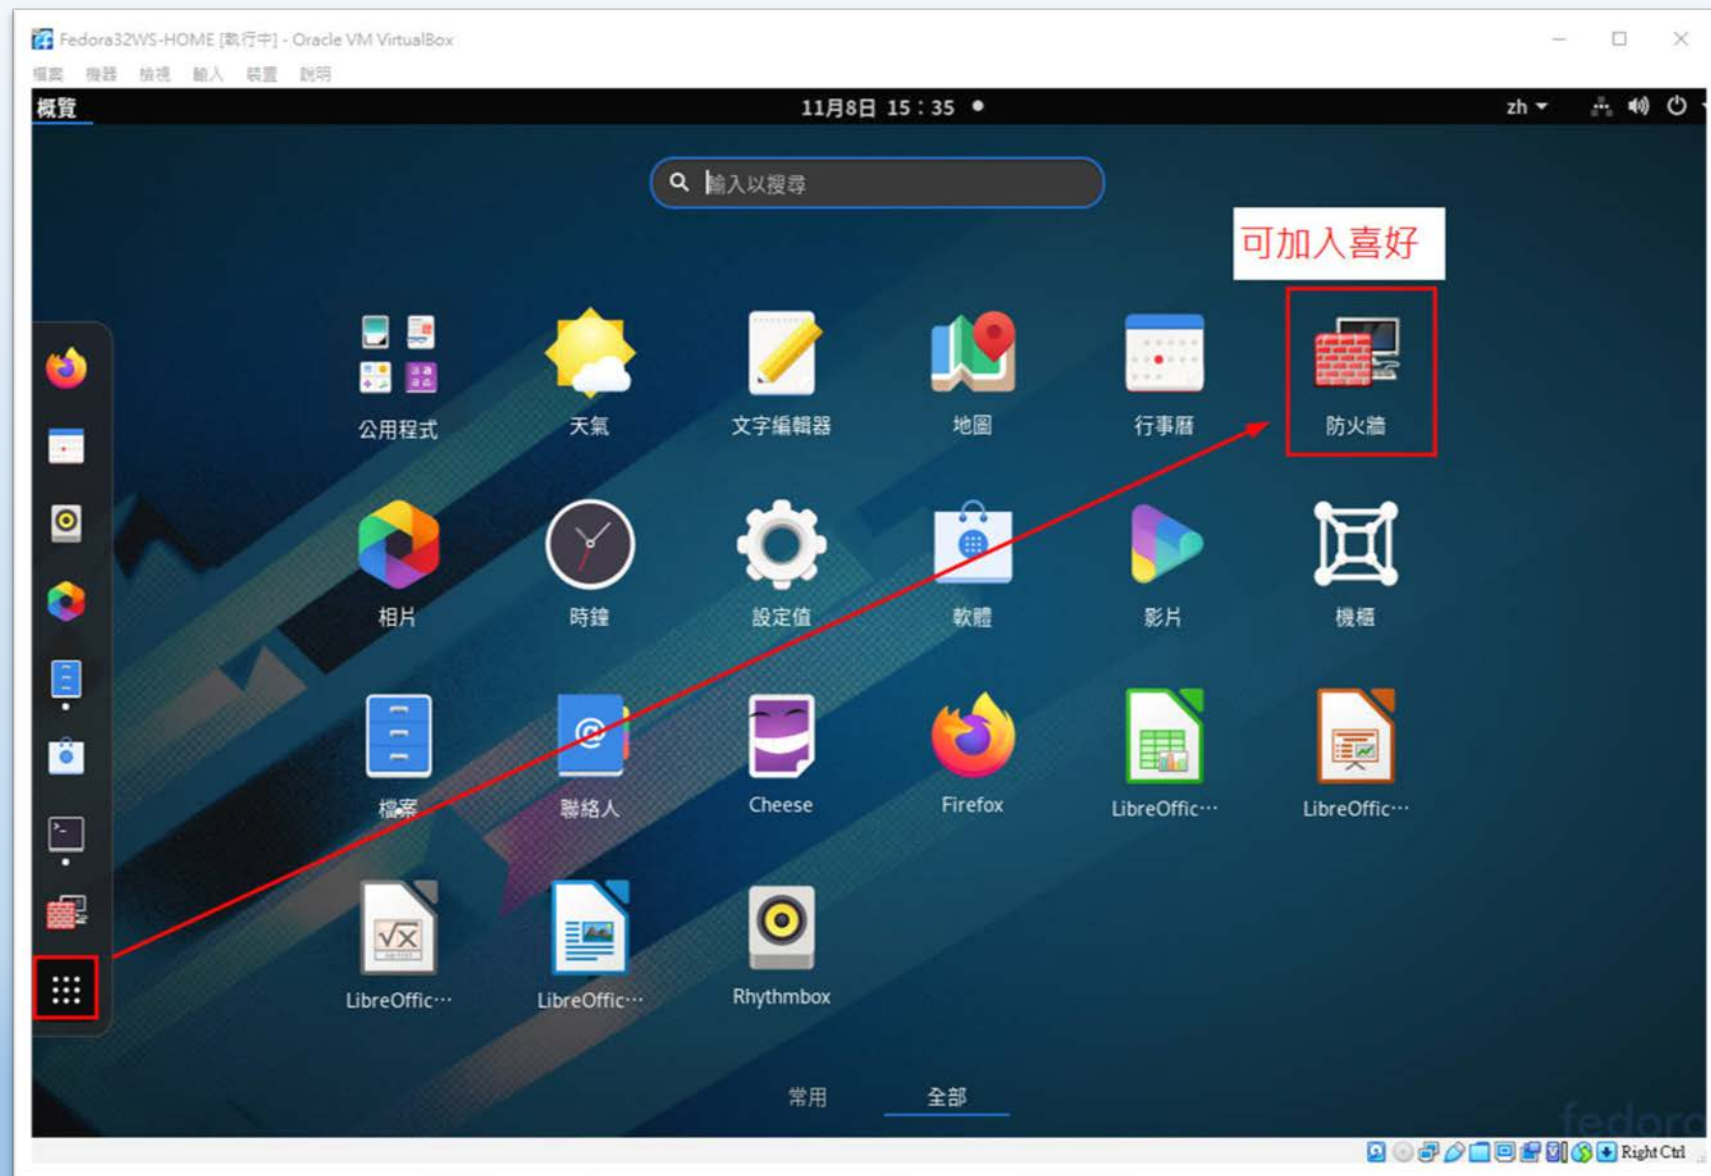 Fedora32WS-HOME [執行中] - Oracle VM VirtualBox
檔案 機器 檢視 輸入 裝置 說明
概覽 11月8日 15：35 zh
輸入以搜尋
可加入喜好
公用程式 天氣 文字編輯器 地圖 行事曆 防火牆
相片 時鐘 設定值 軟體 影片 機櫃
檔案 聯絡人 Cheese Firefox LibreOffic⋯ LibreOffic⋯
LibreOffic⋯ LibreOffic⋯ Rhythmbox
常用 全部
fedora
Right Ctrl